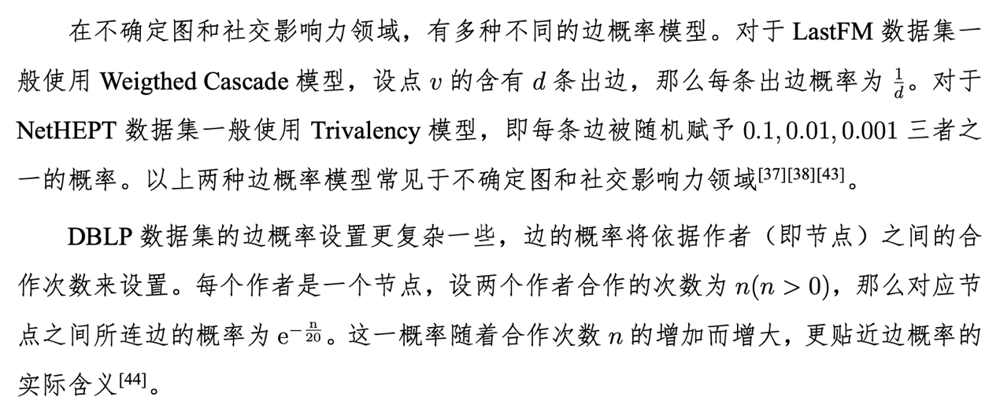 在不确定图和社交影响力领域，有多种不同的边概率模型。对于 LastFM 数据集一
般使用 Weigthed Cascade 模型，设点 v 的含有 d 条出边，那么每条出边概率为 1/d。对于
NetHEPT 数据集一般使用 Trivalency 模型，即每条边被随机赋予 0.1, 0.01, 0.001 三者之
一的概率。以上两种边概率模型常见于不确定图和社交影响力领域[37][38][43]。
DBLP 数据集的边概率设置更复杂一些，边的概率将依据作者（即节点）之间的合
作次数来设置。每个作者是一个节点，设两个作者合作的次数为 n(n > 0)，那么对应节
点之间所连边的概率为 e^{-n/20}。这一概率随着合作次数 n 的增加而增大，更贴近边概率的
实际含义[44]。